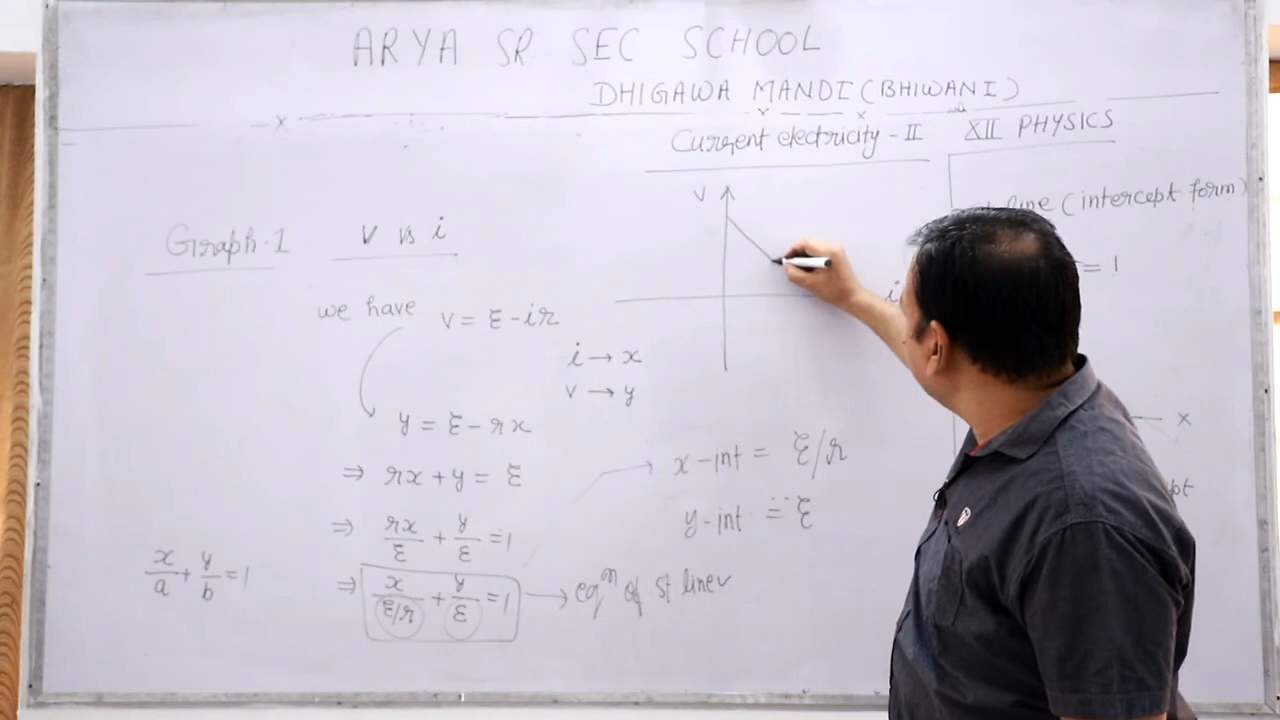 ARYA SR SEC SCHOOL
DHIGAWA MANDI (BHIWANI)
Current electricity - II
XII PHYSICS
line (intercept form)
= 1
x
Graph-1
V vs i
we have V = ε - ir
i → x
V → y
y = ε - rx
⇒ rx + y = ε
⇒ rx/ε + y/ε = 1
⇒ x/(ε/r) + y/ε = 1 → eqⁿ of st line
x/a + y/b = 1
x-int = ε/r
y-int = ε
V
i